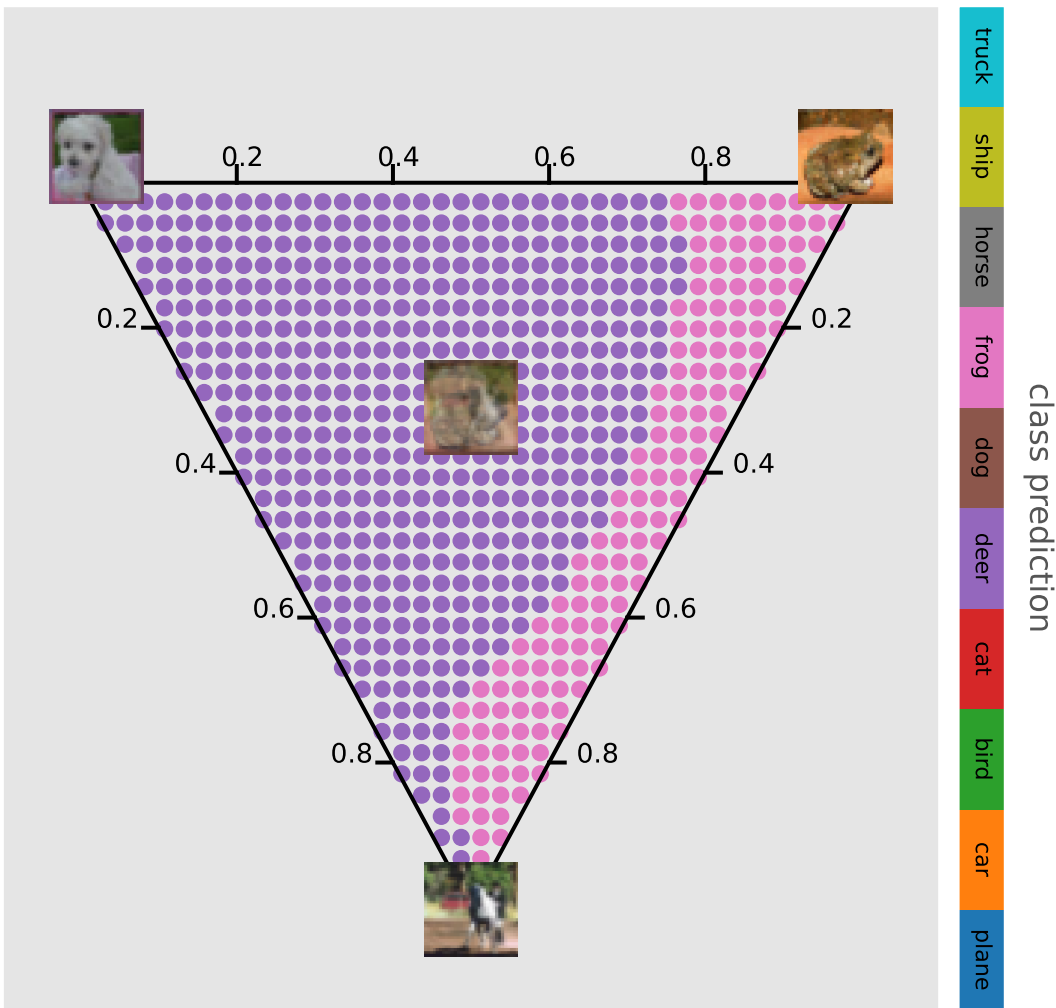 0.2 0.4 0.6 0.8
0.2 0.2
0.4 0.4
0.6 0.6
0.8 0.8
truck
ship
horse
frog
dog
deer
cat
bird
car
plane
class prediction